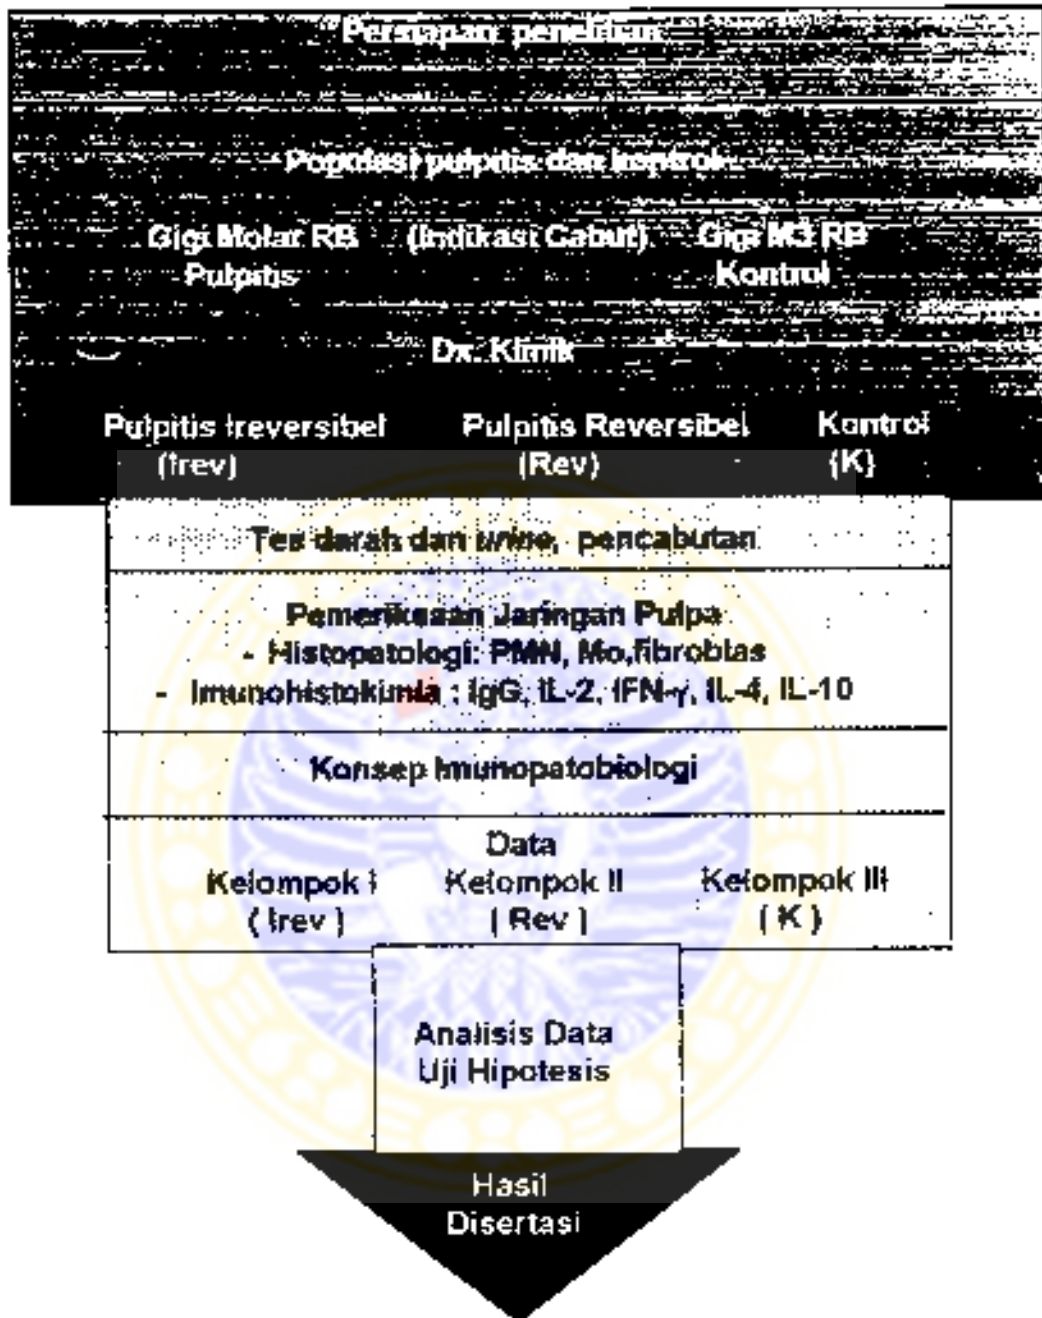 Persiapan penelitian
Populasi pulpitis dan kontrol
Gigi Molar RB (Indikasi Cabut) Gigi M3 RB
Pulpitis Kontrol
Dx. Klinik
Pulpitis Ireversibel Pulpitis Reversibel Kontrol
(Irev) (Rev) (K)
Tes darah dan urine, pencabutan
Pemeriksaan Jaringan Pulpa
- Histopatologi: PMN, Mo,fibroblas
- Imunohistokimia : IgG, IL-2, IFN-γ, IL-4, IL-10
Konsep Imunopatobiologi
Data
Kelompok I Kelompok II Kelompok III
( Irev ) ( Rev ) ( K )
Analisis Data
Uji Hipotesis
Hasil
Disertasi